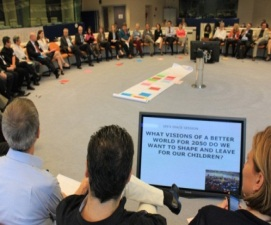 WHAT VISIONS OF A BETTER
WORLD FOR 2050 DO WE
WANT TO SHAPE AND LEAVE
FOR OUR CHILDREN?